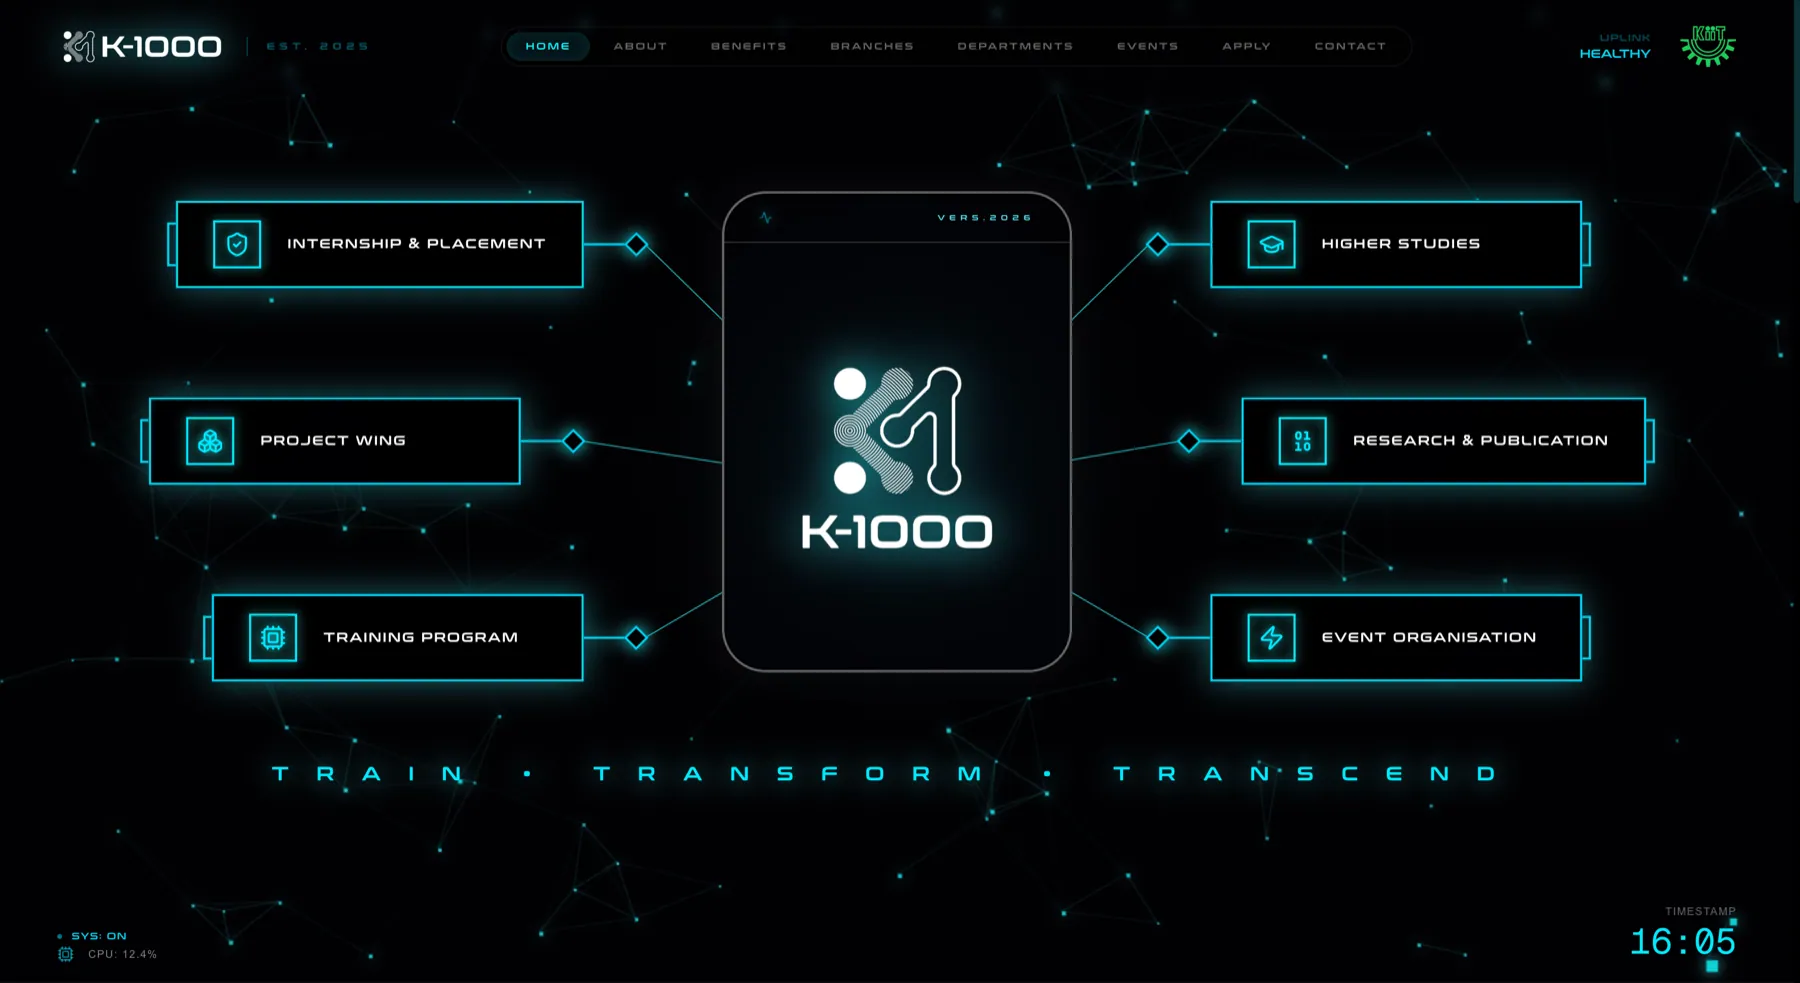 K-1000
EST. 2025
HOME ABOUT BENEFITS BRANCHES DEPARTMENTS EVENTS APPLY CONTACT
UPLINK
HEALTHY
KIIT
VERS.2026
INTERNSHIP & PLACEMENT
HIGHER STUDIES
PROJECT WING
01
10
RESEARCH & PUBLICATION
K-1000
TRAINING PROGRAM
EVENT ORGANISATION
TRAIN • TRANSFORM • TRANSCEND
SYS: ON
CPU: 12.4%
TIMESTAMP
16:05